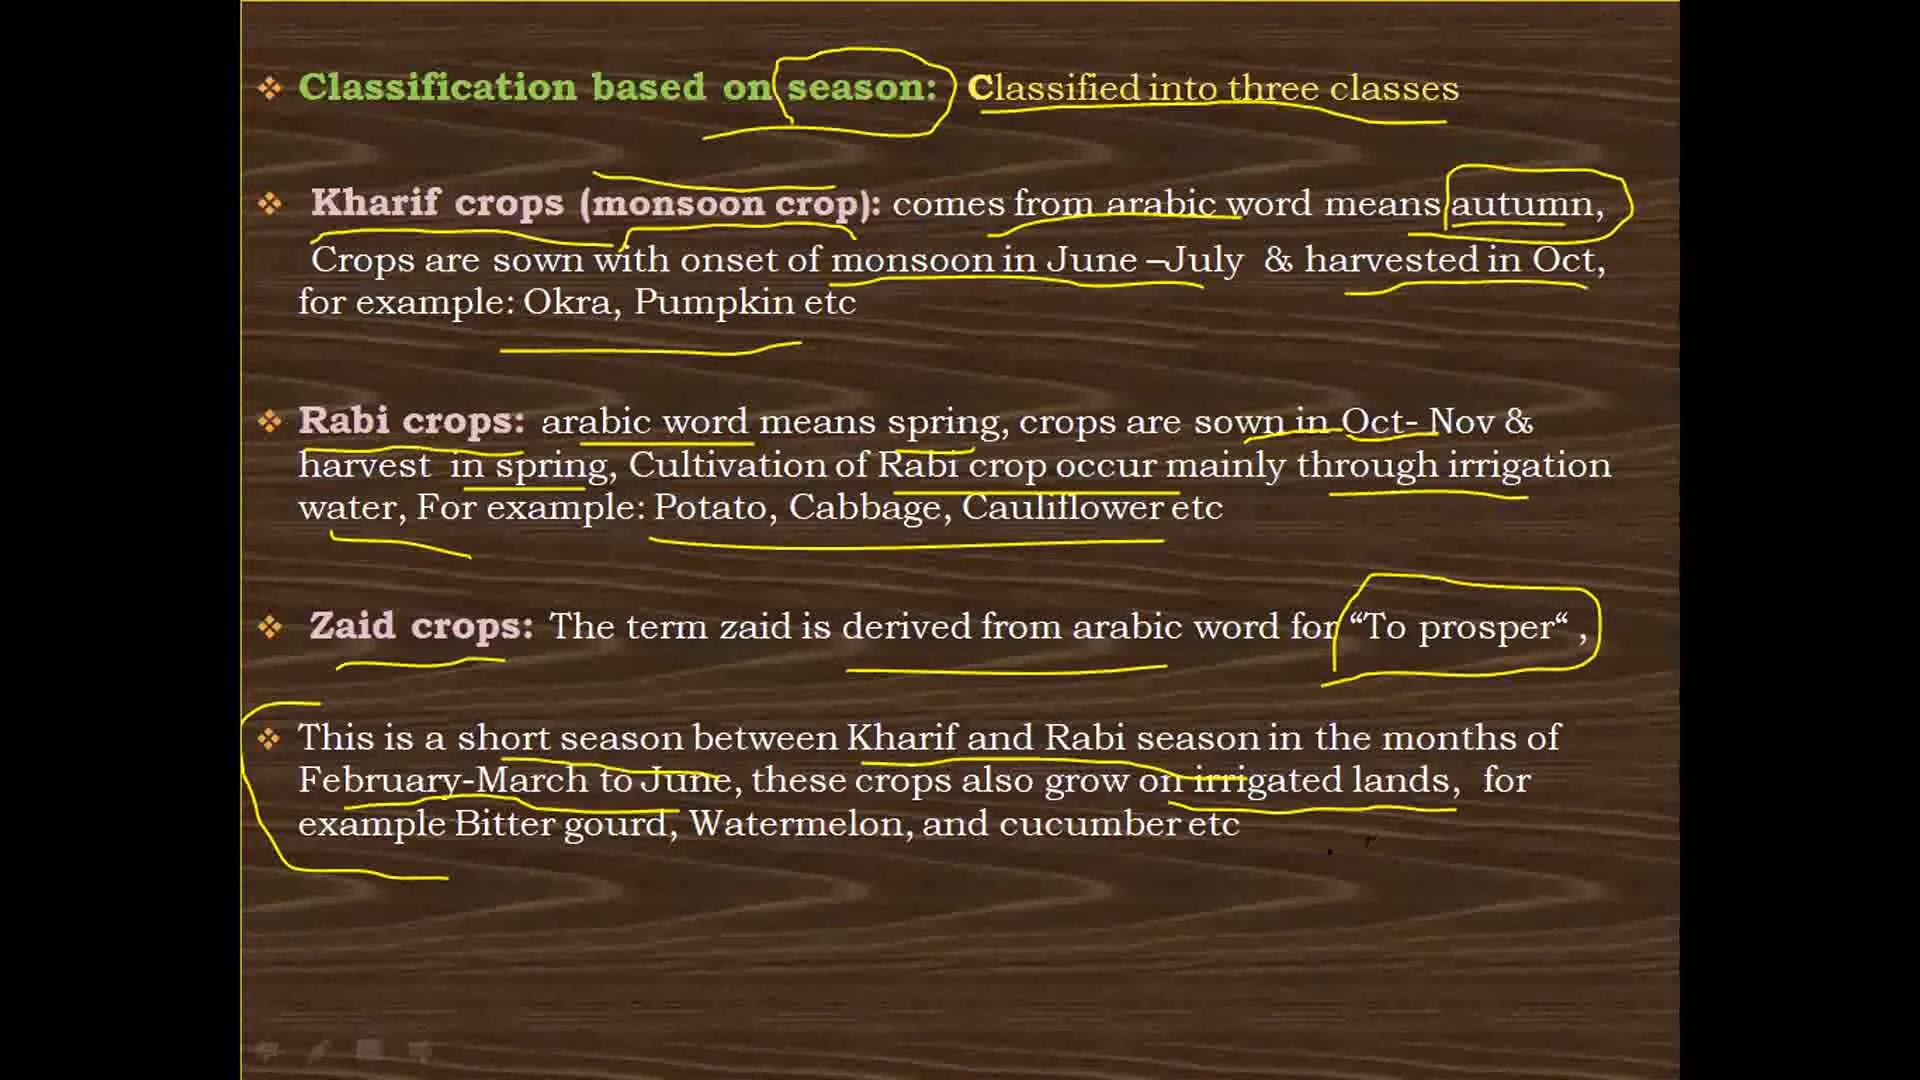 ❖ Classification based on season: Classified into three classes
❖ Kharif crops (monsoon crop): comes from arabic word means autumn,
Crops are sown with onset of monsoon in June –July & harvested in Oct,
for example: Okra, Pumpkin etc
❖ Rabi crops: arabic word means spring, crops are sown in Oct- Nov &
harvest in spring, Cultivation of Rabi crop occur mainly through irrigation
water, For example: Potato, Cabbage, Cauliflower etc
❖ Zaid crops: The term zaid is derived from arabic word for “To prosper“ ,
❖ This is a short season between Kharif and Rabi season in the months of
February-March to June, these crops also grow on irrigated lands, for
example Bitter gourd, Watermelon, and cucumber etc